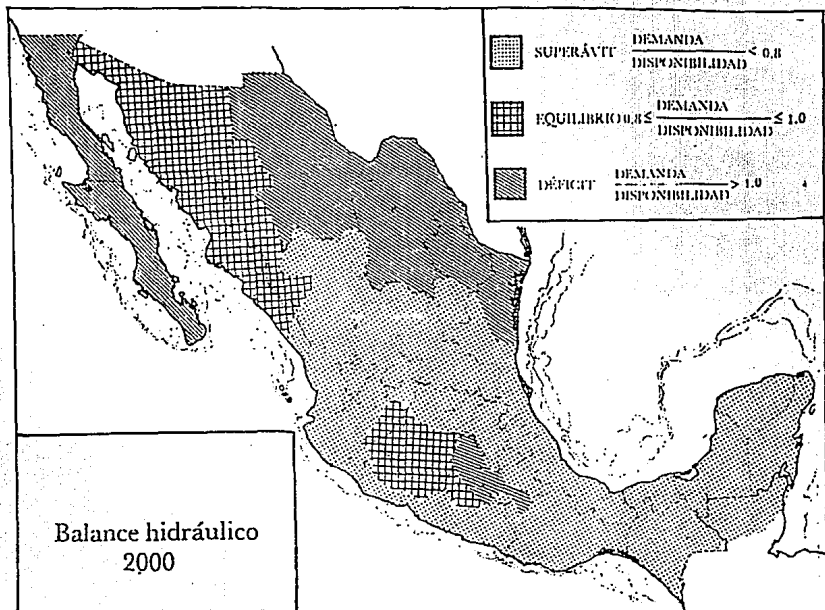 SUPERÁVIT DEMANDA / DISPONIBILIDAD < 0,8
EQUILIBRIO 0,8 ≤ DEMANDA / DISPONIBILIDAD ≤ 1.0
DÉFICIT DEMANDA / DISPONIBILIDAD > 1.0
Balance hidráulico
2000